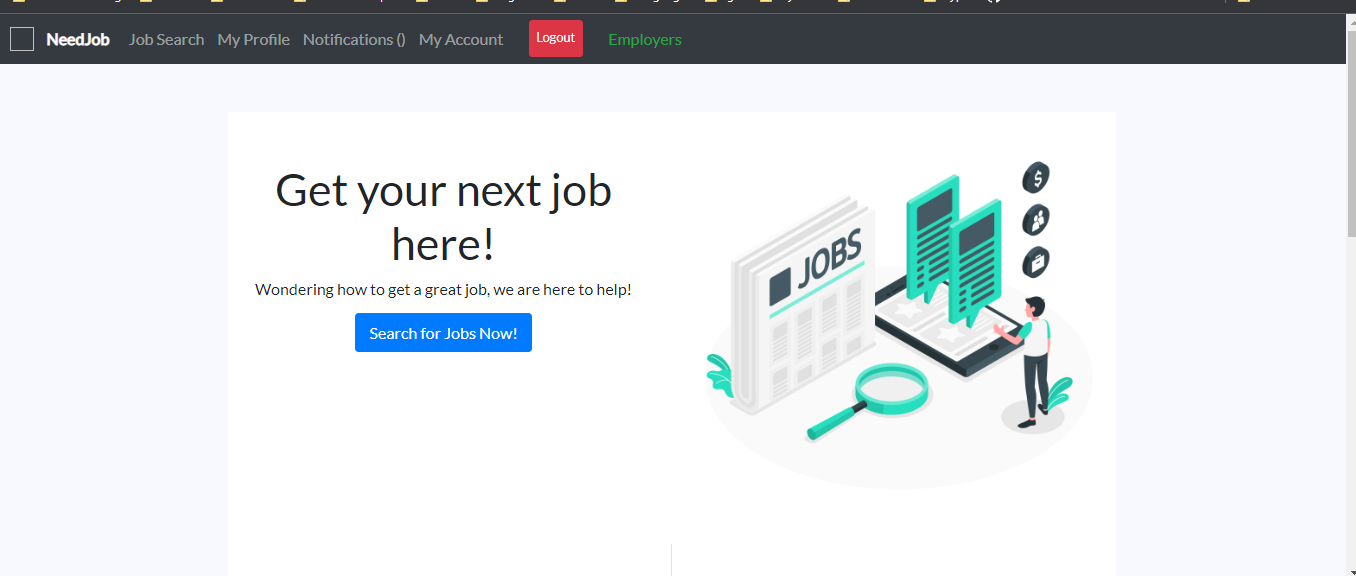 NeedJob Job Search My Profile Notifications () My Account Logout Employers
Get your next job
here!
Wondering how to get a great job, we are here to help!
Search for Jobs Now!
JOBS
$